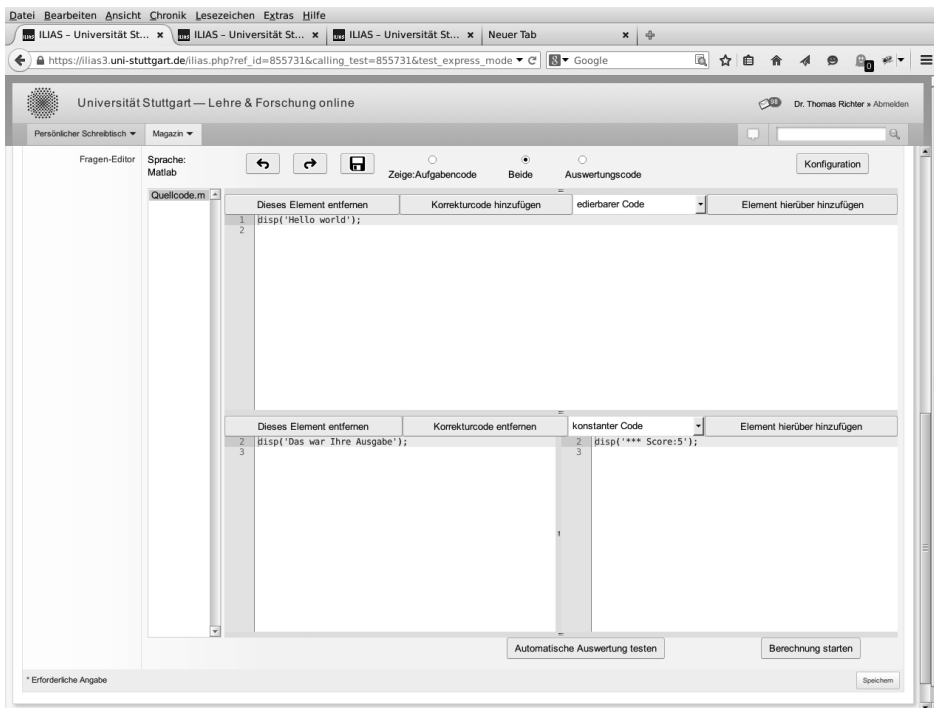 Datei Bearbeiten Ansicht Chronik Lesezeichen Extras Hilfe
ILIAS – Universität St... × ILIAS – Universität St... × ILIAS – Universität St... × Neuer Tab ×
https://ilias3.uni-stuttgart.de/ilias.php?ref_id=855731&calling_test=855731&test_express_mode Google 0
Universität Stuttgart — Lehre & Forschung online Dr. Thomas Richter » Abmelden
Persönlicher Schreibtisch Magazin
Fragen-Editor Sprache:
Matlab
Zeige:Aufgabencode Beide Auswertungscode Konfiguration
Quellcode.m
Dieses Element entfernen Korrekturcode hinzufügen edierbarer Code Element hierüber hinzufügen
1 disp('Hello world');
2
Dieses Element entfernen Korrekturcode entfernen konstanter Code Element hierüber hinzufügen
2 disp('Das war Ihre Ausgabe'); 2 disp('*** Score:5');
3 3
Automatische Auswertung testen Berechnung starten
* Erforderliche Angabe Speichern